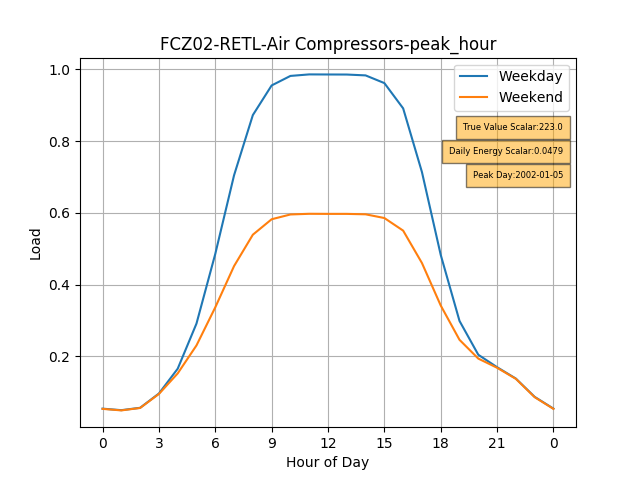 FCZ02-RETL-Air Compressors-peak_hour
Weekday
Weekend
True Value Scalar:223.0
Daily Energy Scalar:0.0479
Peak Day:2002-01-05
1.0
0.8
0.6
0.4
0.2
Load
0 3 6 9 12 15 18 21 0
Hour of Day